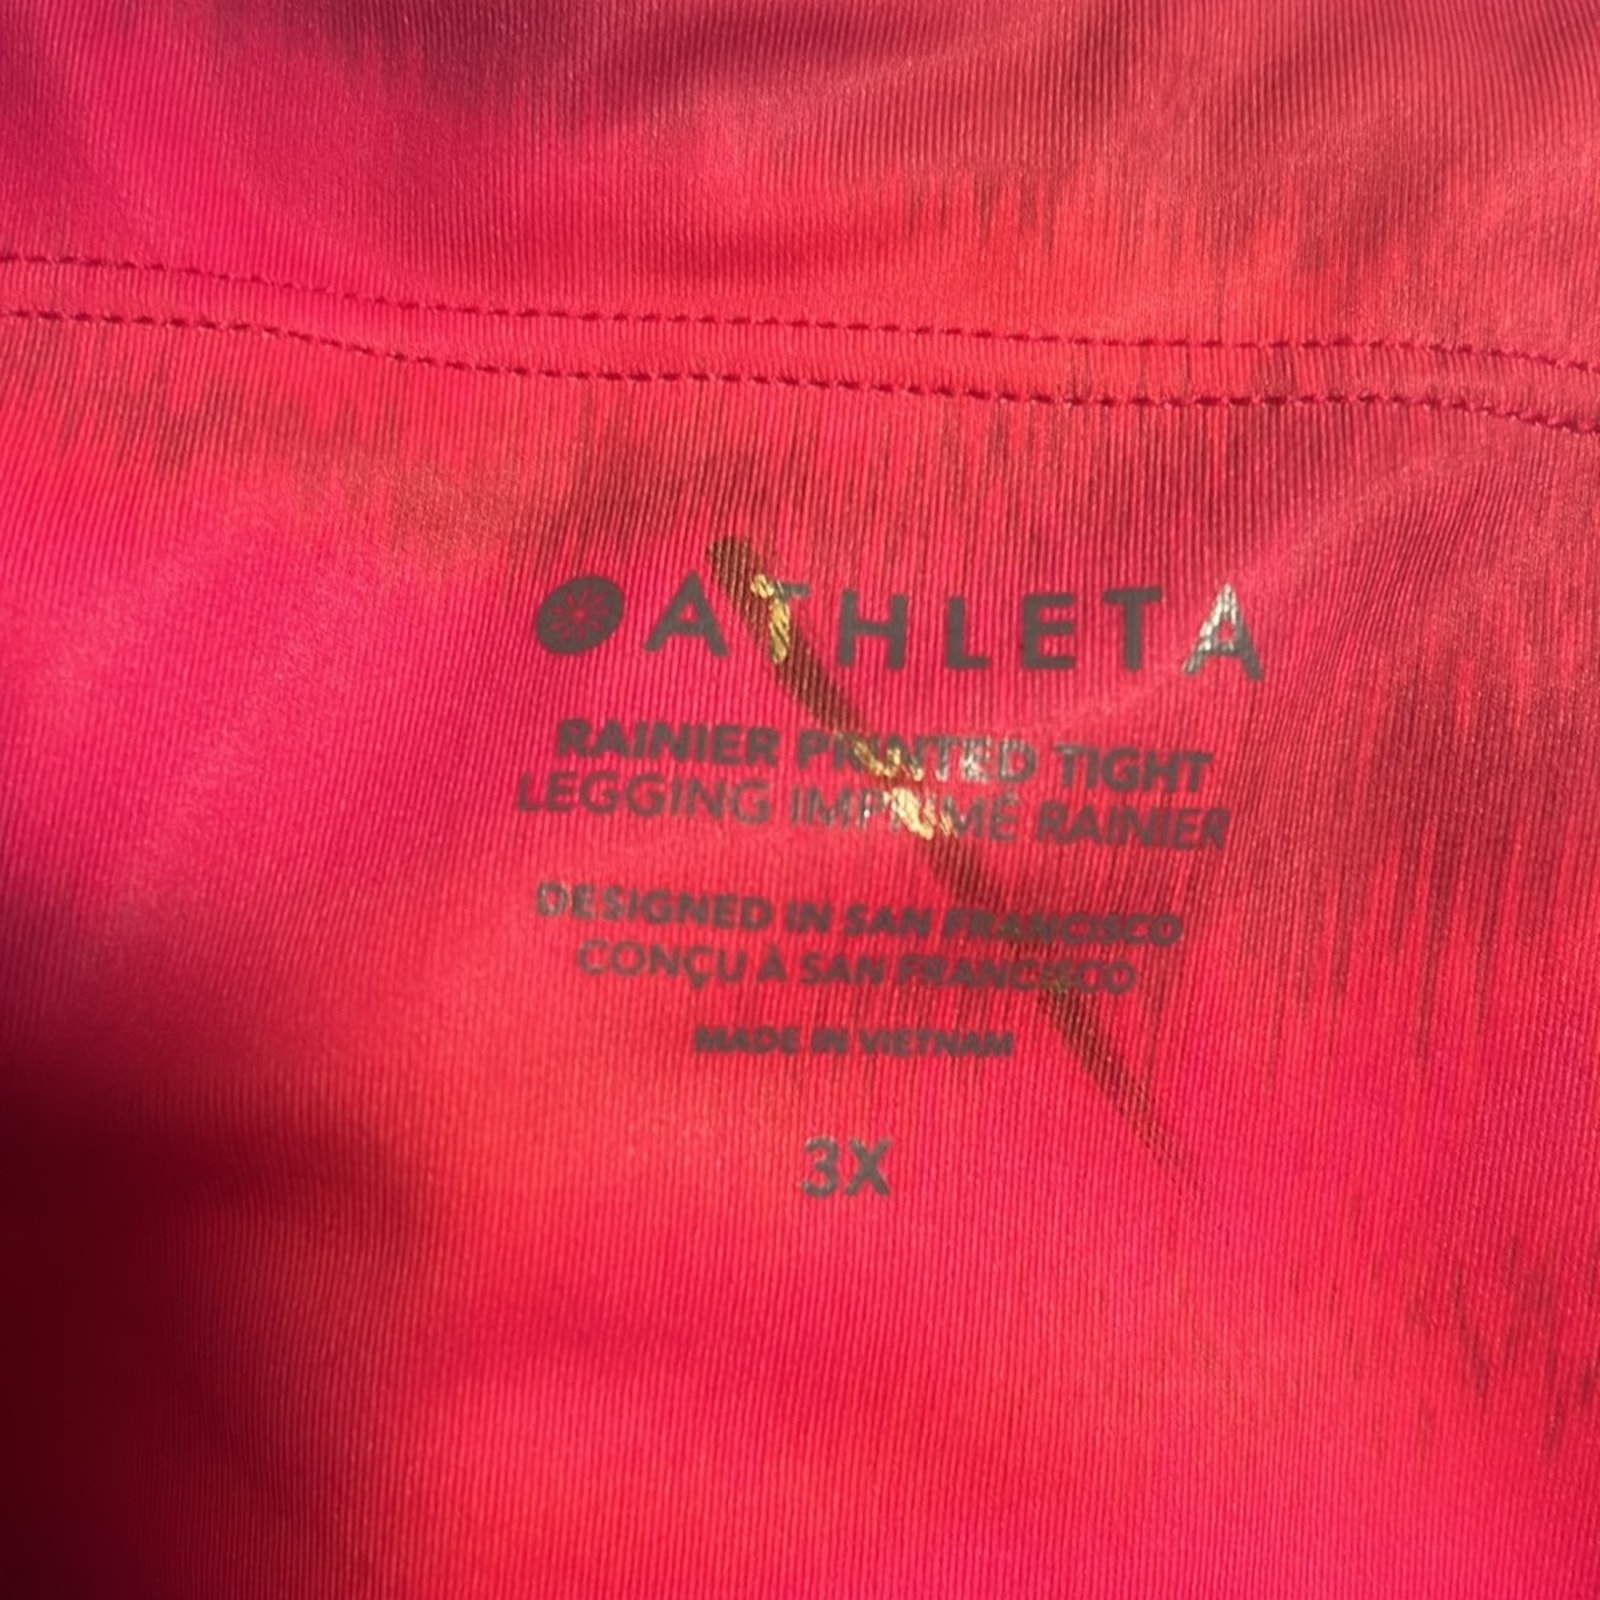 ATHLETA
RAINIER PRINTED TIGHT
LEGGING IMPRIMÉ RAINIER
DESIGNED IN SAN FRANCISCO
CONÇU À SAN FRANCISCO
MADE IN VIETNAM
3X